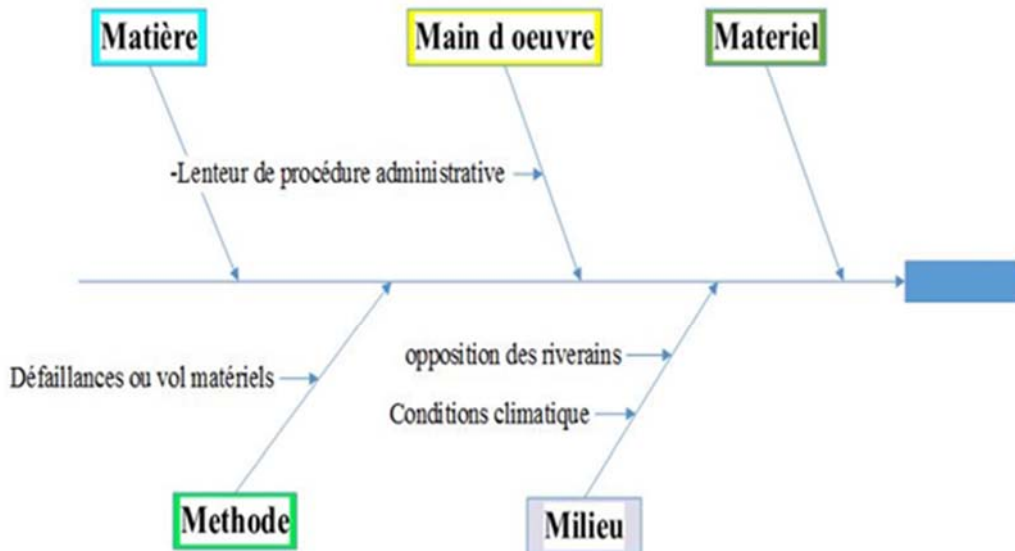 Matière
Main d oeuvre
Materiel
-Lenteur de procédure administrative
opposition des riverains
Défaillances ou vol matériels
Conditions climatique
Methode
Milieu